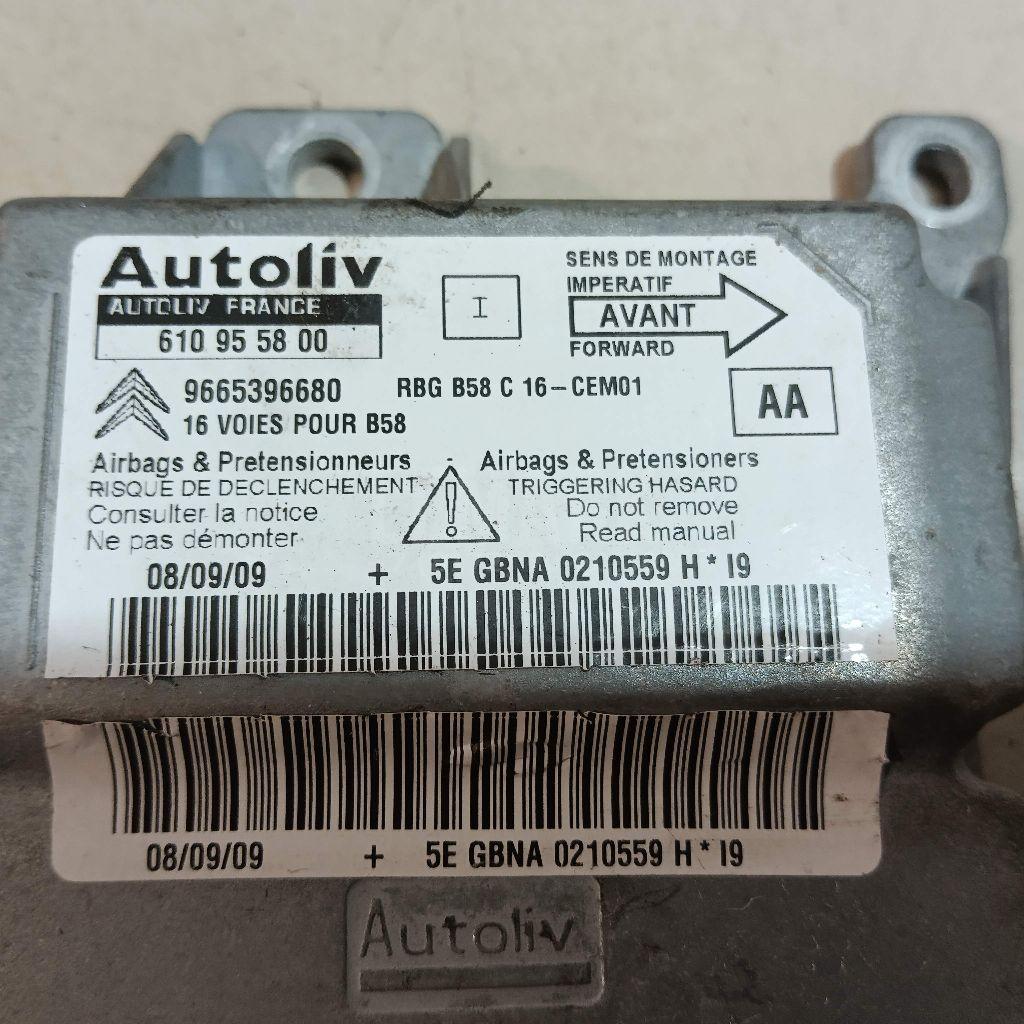 Autoliv
AUTOLIV FRANCE
610 95 58 00
I
SENS DE MONTAGE
IMPERATIF
AVANT
FORWARD
9665396680 RBG B58 C 16-CEM01
16 VOIES POUR B58
AA
Airbags & Pretensionneurs - Airbags & Pretensioners
RISQUE DE DECLENCHEMENT TRIGGERING HASARD
Consulter la notice Do not remove
Ne pas démonter Read manual
!
08/09/09 + 5E GBNA 0210559 H * I9
08/09/09 + 5E GBNA 0210559 H * I9
Autoliv